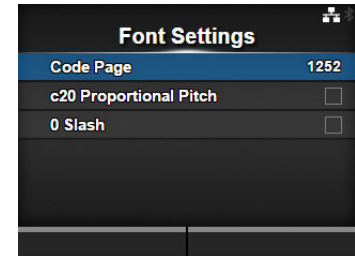 Font Settings
Code Page 1252
c20 Proportional Pitch
0 Slash